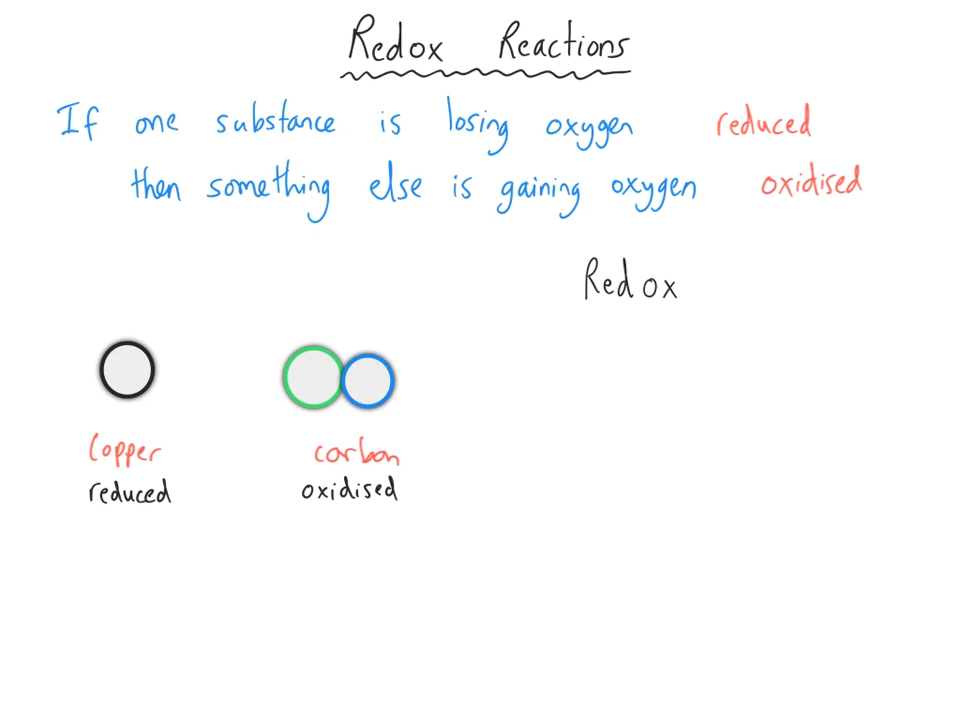 Redox Reactions
If one substance is losing oxygen reduced
then something else is gaining oxygen oxidised
Redox
Copper carbon
reduced oxidised